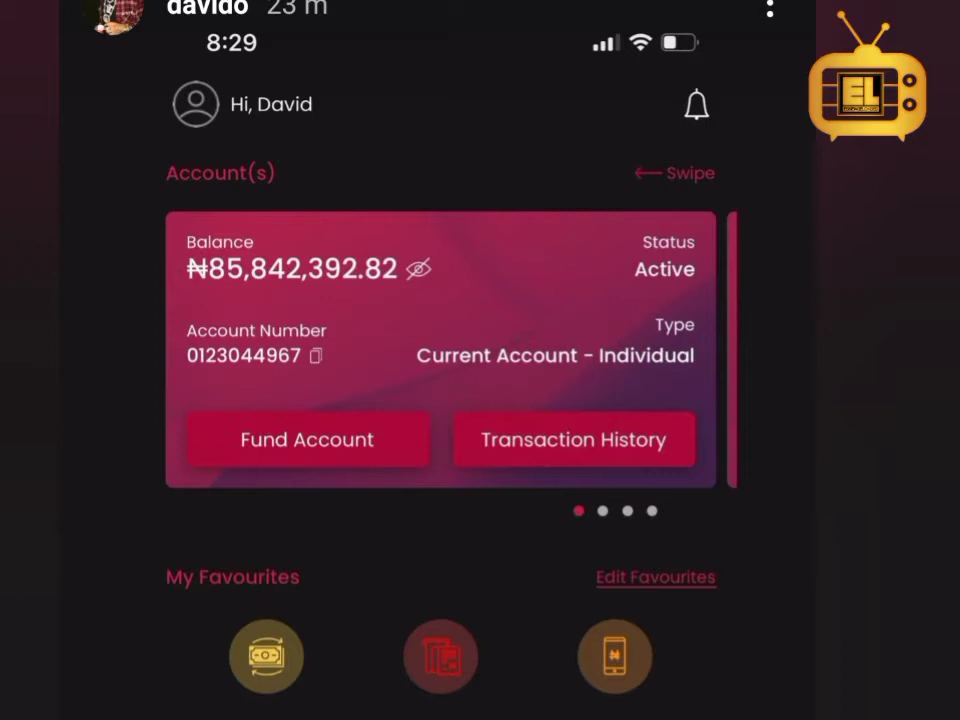 davido 23 m
8:29
Hi, David
Account(s)
Swipe
Balance
Status
₦85,842,392.82
Active
Account Number
Type
0123044967
Current Account - Individual
Fund Account
Transaction History
My Favourites
Edit Favourites
EL